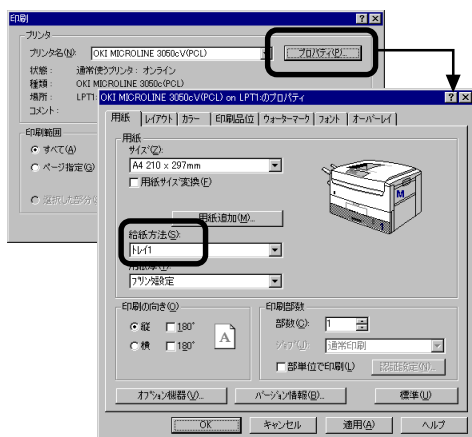 印刷
プリンタ
プリンタ名(N): OKI MICROLINE 3050cV(PCL)
プロパティ(P)...
状態： 通常使うプリンタ：オンライン
種類： OKI MICROLINE 3050cV(PCL)
場所： LPT1:
コメント：
印刷範囲
すべて(A)
ページ指定(G)
選択した部分(
OKI MICROLINE 3050cV(PCL) on LPT1:のプロパティ
用紙 レイアウト カラー 印刷品位 ウォーターマーク フォント オーバーレイ
用紙
サイズ(Z):
A4 210 x 297mm
用紙サイズ変換(F)
用紙追加(M)...
給紙方法(S):
トレイ1
プリンタ設定
M
1
印刷の向き(O)
縦 180°
横 180°
A
印刷部数
部数(C): 1
ジョブ(J): 通常印刷
部単位で印刷(L)
オプション機器(V)... バージョン情報(B)... 標準(U)
OK キャンセル 適用(A) ヘルプ